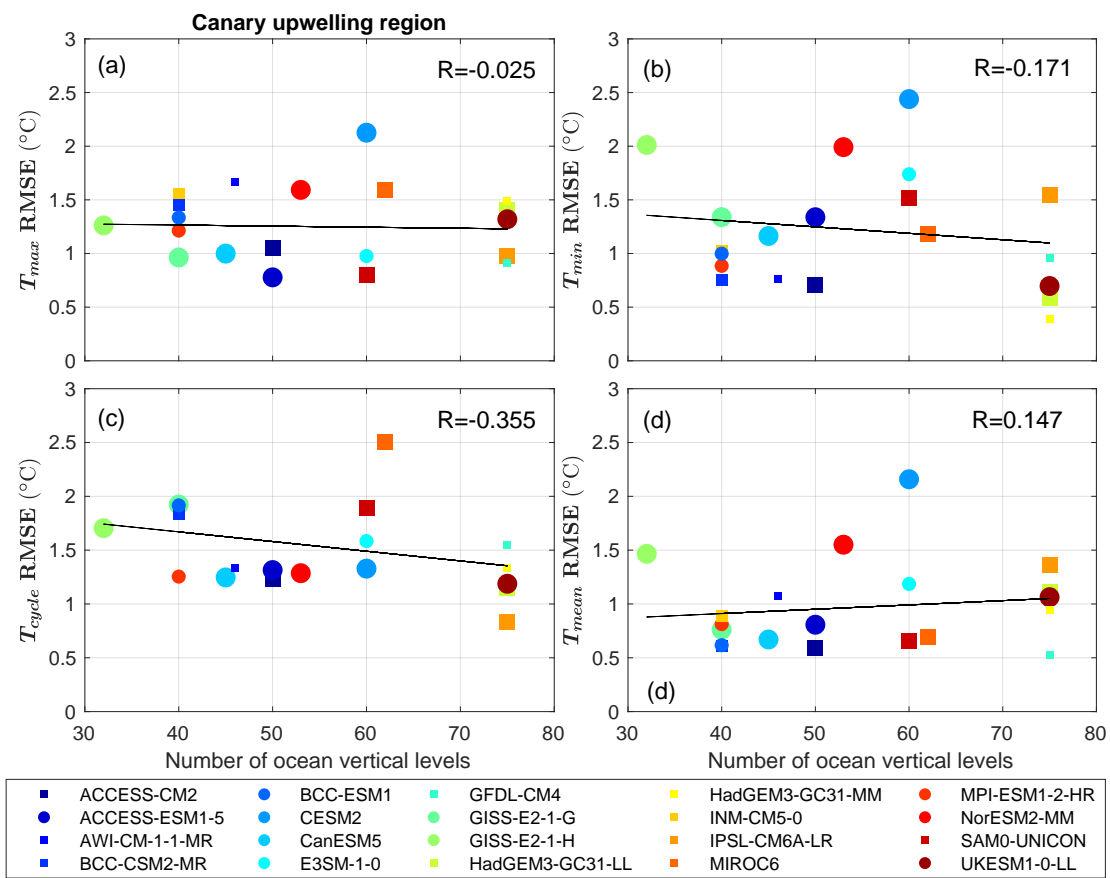 Canary upwelling region
(a)
R=-0.025
3
2.5
2
1.5
1
0.5
0
T_max RMSE (°C)
(b)
R=-0.171
3
2.5
2
1.5
1
0.5
0
T_min RMSE (°C)
(c)
R=-0.355
3
2.5
2
1.5
1
0.5
0
T_cycle RMSE (°C)
30 40 50 60 70 80
Number of ocean vertical levels
(d)
R=0.147
3
2.5
2
1.5
1
0.5
0
T_mean RMSE (°C)
(d)
30 40 50 60 70 80
Number of ocean vertical levels
ACCESS-CM2
ACCESS-ESM1-5
AWI-CM-1-1-MR
BCC-CSM2-MR
BCC-ESM1
CESM2
CanESM5
E3SM-1-0
GFDL-CM4
GISS-E2-1-G
GISS-E2-1-H
HadGEM3-GC31-LL
HadGEM3-GC31-MM
INM-CM5-0
IPSL-CM6A-LR
MIROC6
MPI-ESM1-2-HR
NorESM2-MM
SAM0-UNICON
UKESM1-0-LL